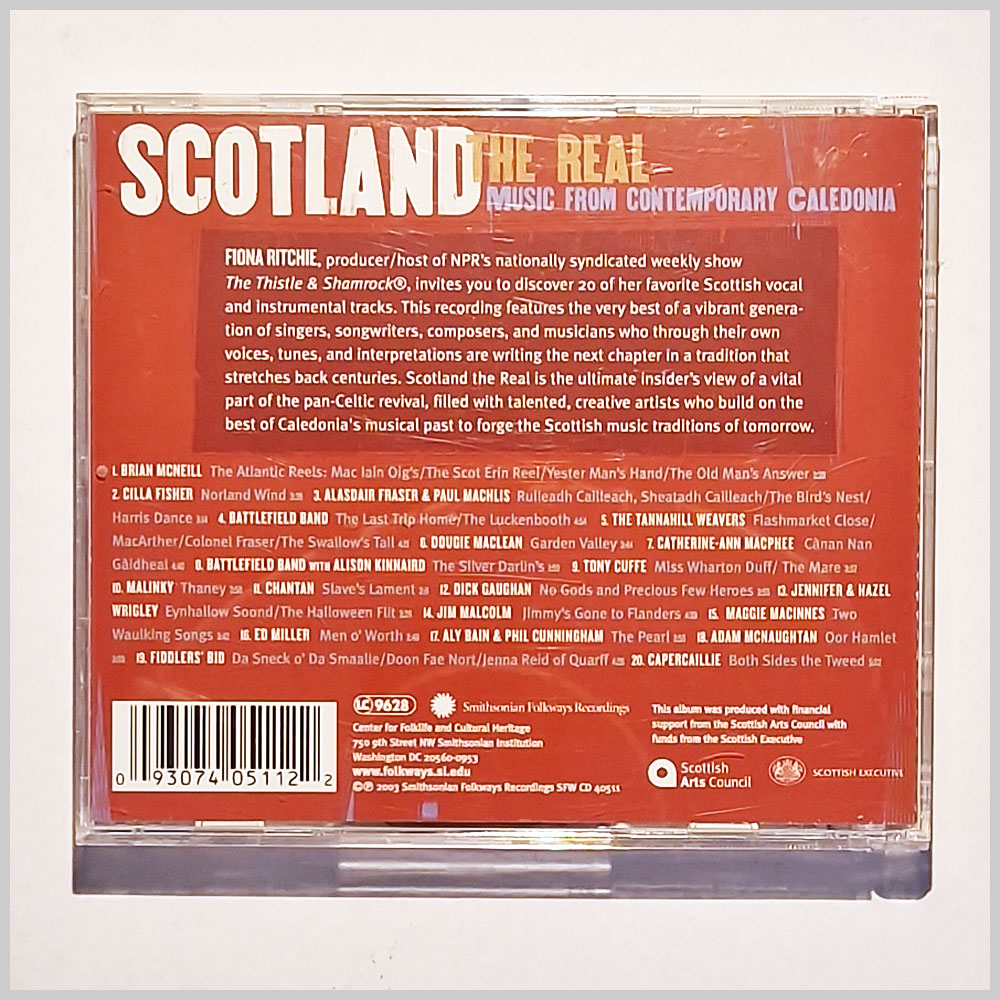 SCOTLAND THE REAL
MUSIC FROM CONTEMPORARY CALEDONIA
FIONA RITCHIE, producer/host of NPR's nationally syndicated weekly show
The Thistle & Shamrock®, invites you to discover 20 of her favorite Scottish vocal
and instrumental tracks. This recording features the very best of a vibrant genera-
tion of singers, songwriters, composers, and musicians who through their own
voices, tunes, and interpretations are writing the next chapter in a tradition that
stretches back centuries. Scotland the Real is the ultimate insider's view of a vital
part of the pan-Celtic revival, filled with talented, creative artists who build on the
best of Caledonia's musical past to forge the Scottish music traditions of tomorrow.
1. BRIAN MCNEILL The Atlantic Reels: Mac Iain Oig's/The Scot Erin Reel/Yester Man's Hand/The Old Man's Answer
2. CILLA FISHER Norland Wind 3. ALASDAIR FRASER & PAUL MACHLIS Ruileadh Cailleach, Sheatadh Cailleach/The Bird's Nest/
Harris Dance 4. BATTLEFIELD BAND The Last Trip Home/The Luckenbooth 5. THE TANNAHILL WEAVERS Flashmarket Close/
MacArther/Colonel Fraser/The Swallow's Tail 6. DOUGIE MACLEAN Garden Valley 7. CATHERINE-ANN MACPHEE Cànan Nan
Gàidheal 8. BATTLEFIELD BAND WITH ALISON KINNAIRD The Silver Darlin's 9. TONY CUFFE Miss Wharton Duff/ The Mare
10. MALINKY Thaney 11. CHANTAN Slave's Lament 12. DICK GAUGHAN No Gods and Precious Few Heroes 13. JENNIFER & HAZEL
WRIGLEY Eynhallow Soond/The Halloween Flit 14. JIM MALCOLM Jimmy's Gone to Flanders 15. MAGGIE MACINNES Two
Waulking Songs 16. ED MILLER Men o' Worth 17. ALY BAIN & PHIL CUNNINGHAM The Pearl 18. ADAM MCNAUGHTAN Oor Hamlet
19. FIDDLERS' BID Da Sneck o' Da Smaalie/Doon Fae Nort/Jenna Reid of Quarff 20. CAPERCAILLIE Both Sides the Tweed
0 93074 05112 2
LC 9628
Smithsonian Folkways Recordings
Center for Folklife and Cultural Heritage
750 9th Street NW Smithsonian Institution
Washington DC 20560-0953
www.folkways.si.edu
©℗ 2003 Smithsonian Folkways Recordings SFW CD 40511
This album was produced with financial
support from the Scottish Arts Council with
funds from the Scottish Executive
Scottish
Arts Council
SCOTTISH EXECUTIVE